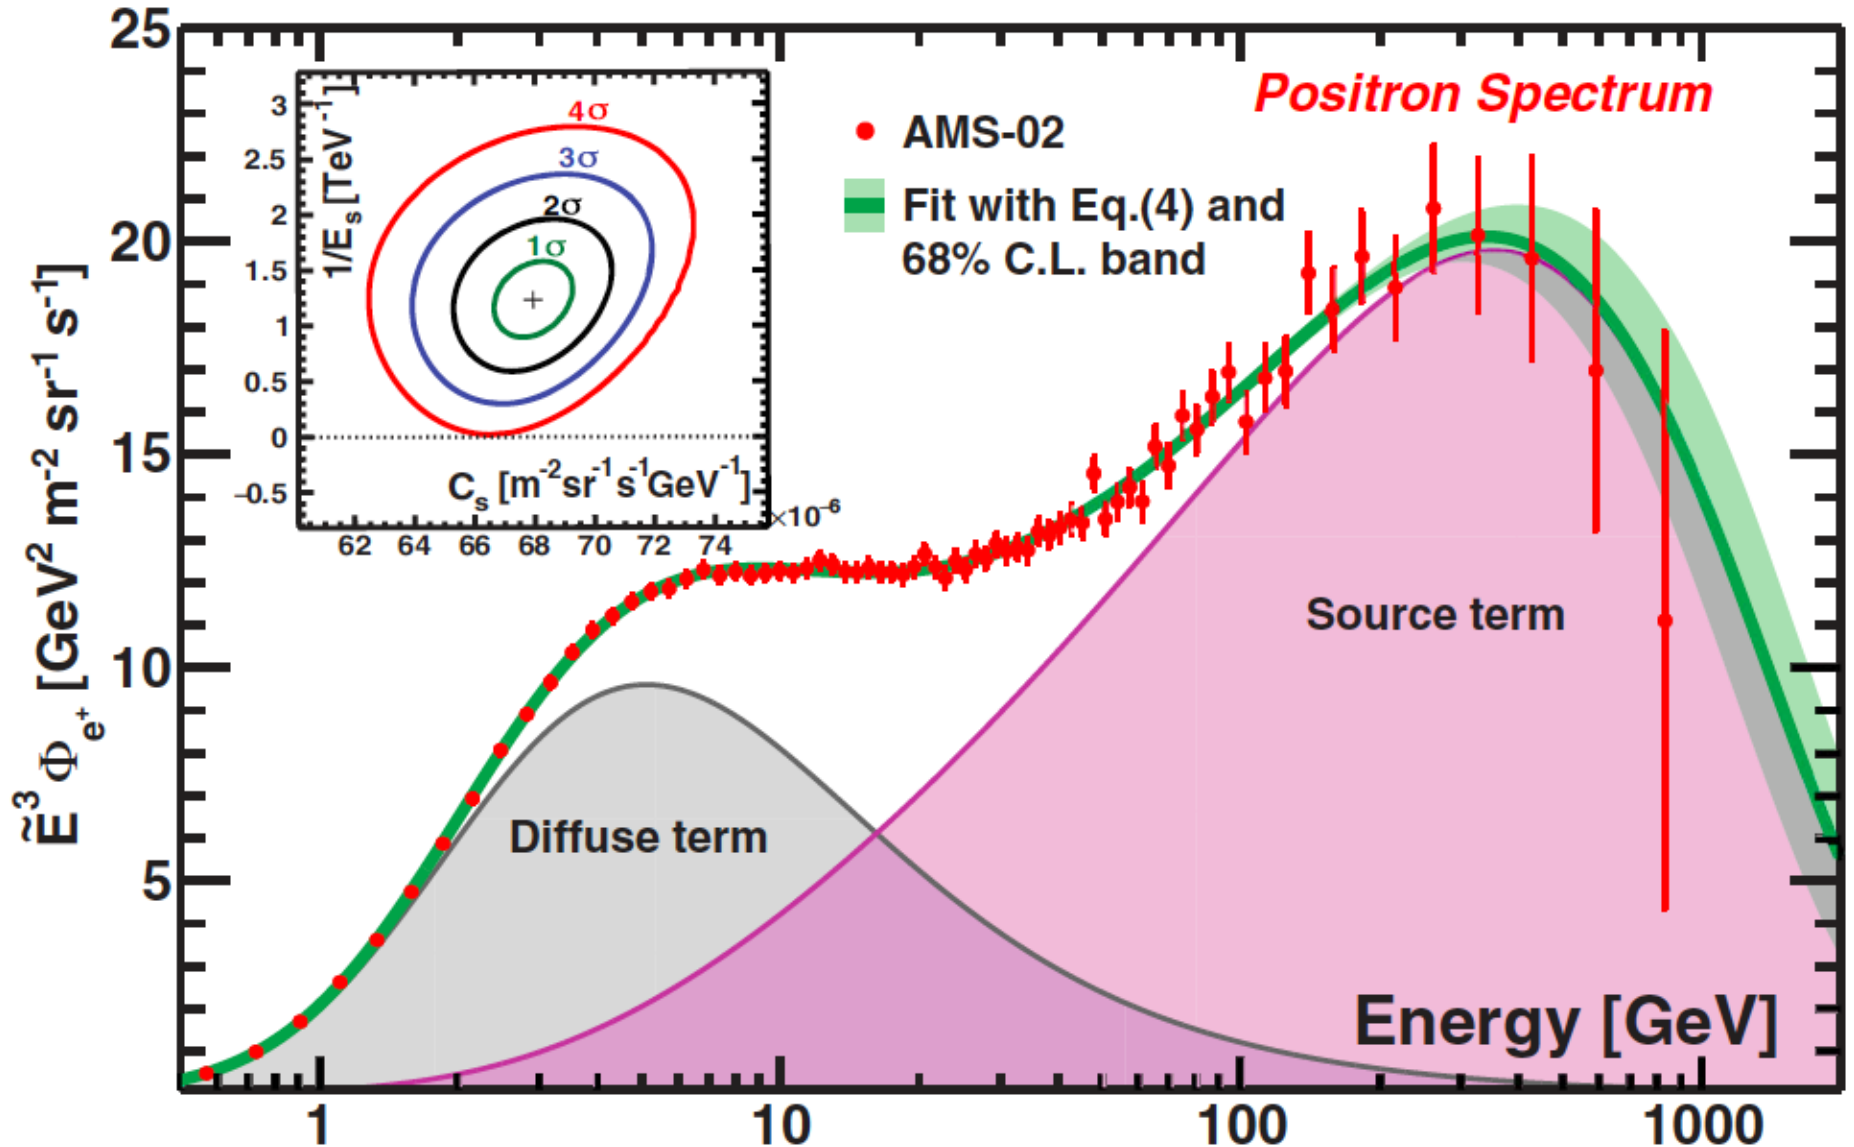 25
20
15
10
5
Ẽ³ Φe⁺ [GeV² m⁻² sr⁻¹ s⁻¹]
Positron Spectrum
AMS-02
Fit with Eq.(4) and
68% C.L. band
1/Eₛ [TeV⁻¹]
3
2.5
2
1.5
1
0.5
0
−0.5
4σ
3σ
2σ
1σ
Cₛ [m⁻²sr⁻¹s⁻¹GeV⁻¹]
×10⁻⁶
62 64 66 68 70 72 74
Source term
Diffuse term
Energy [GeV]
1 10 100 1000